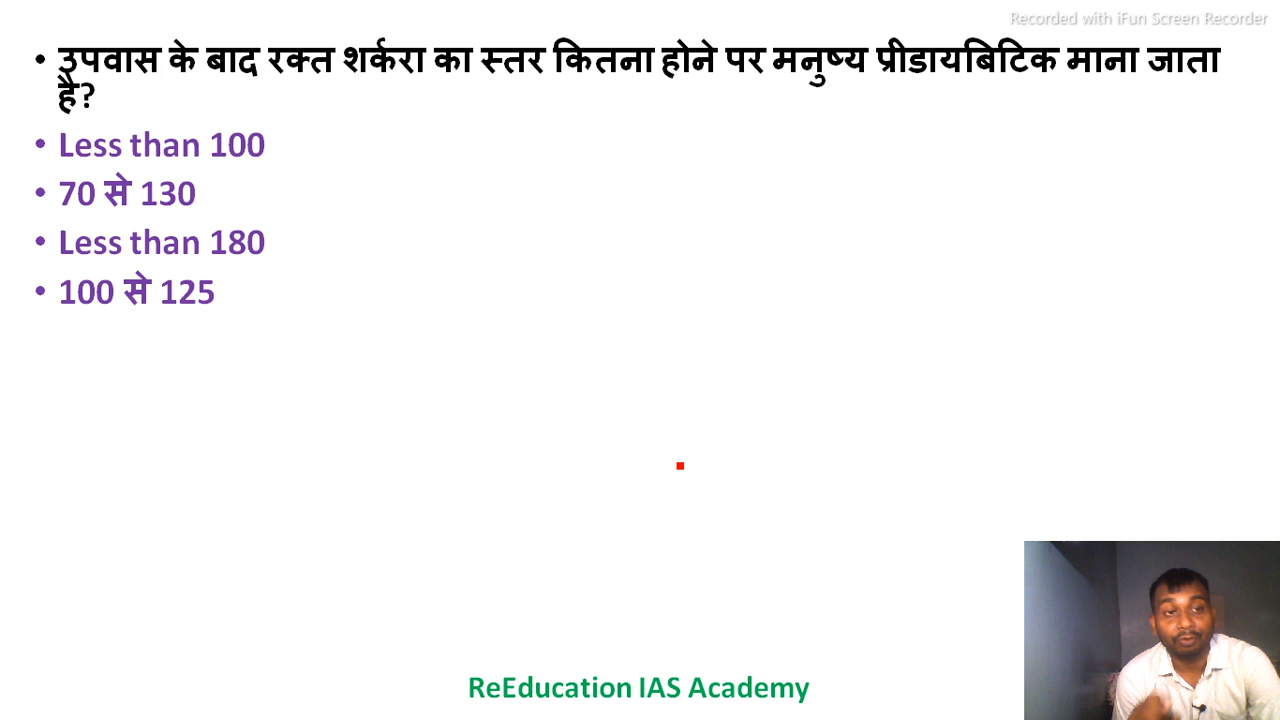 Recorded with iFun Screen Recorder
• उपवास के बाद रक्त शर्करा का स्तर कितना होने पर मनुष्य प्रीडायबिटिक माना जाता
है?
• Less than 100
• 70 से 130
• Less than 180
• 100 से 125
ReEducation IAS Academy